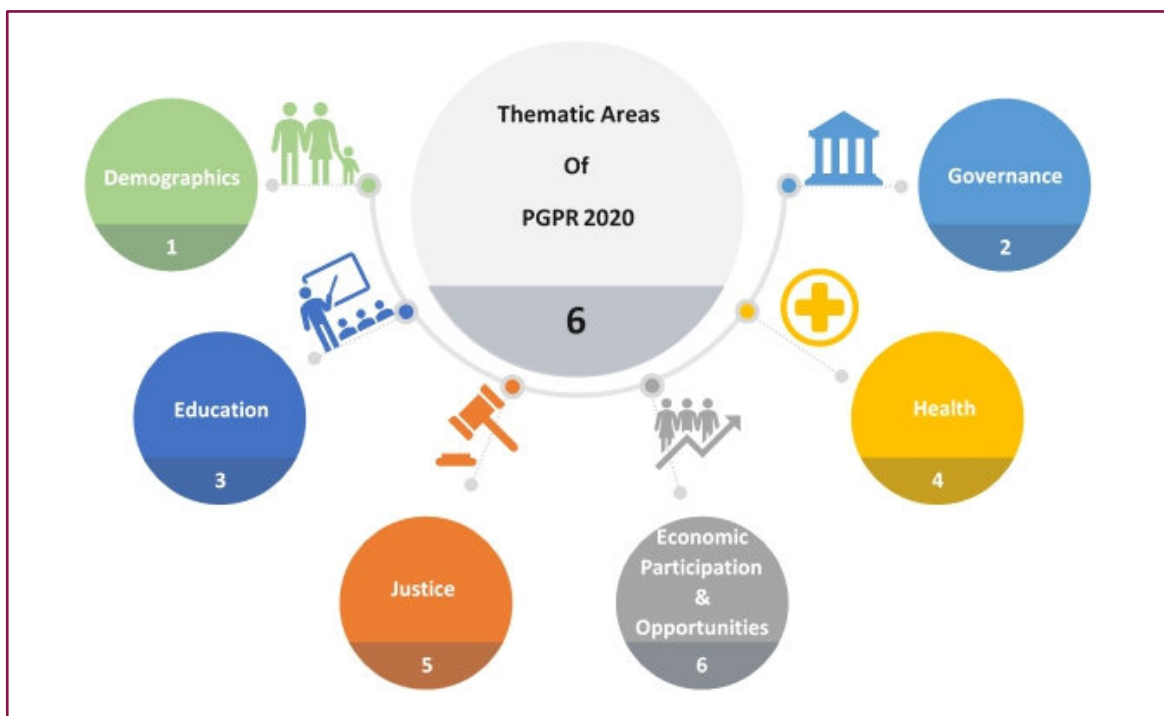 Thematic Areas
Of
PGPR 2020
6
Demographics
1
Governance
2
Education
3
Health
4
Justice
5
Economic
Participation
&
Opportunities
6